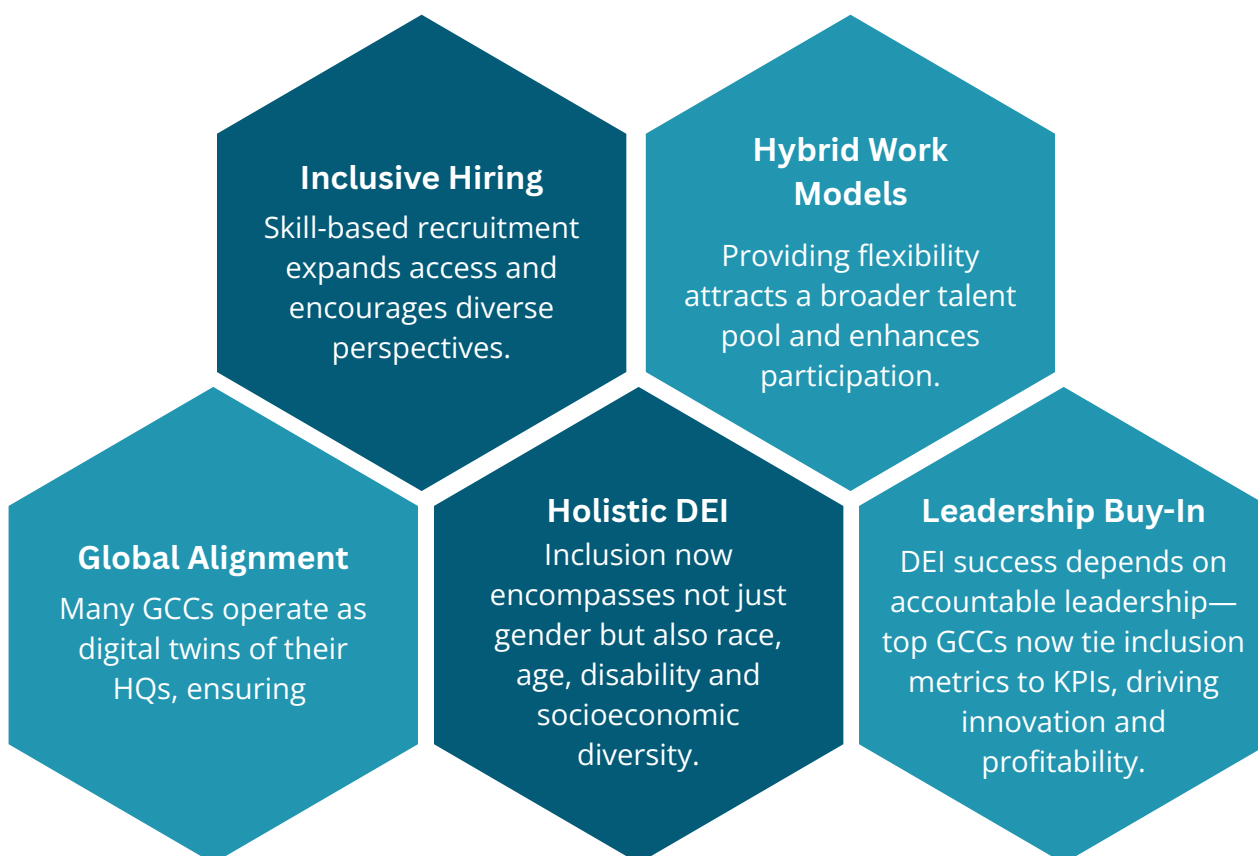 Inclusive Hiring
Skill-based recruitment
expands access and
encourages diverse
perspectives.
Hybrid Work
Models
Providing flexibility
attracts a broader talent
pool and enhances
participation.
Global Alignment
Many GCCs operate as
digital twins of their
HQs, ensuring
Holistic DEI
Inclusion now
encompasses not just
gender but also race,
age, disability and
socioeconomic
diversity.
Leadership Buy-In
DEI success depends on
accountable leadership—
top GCCs now tie inclusion
metrics to KPIs, driving
innovation and
profitability.